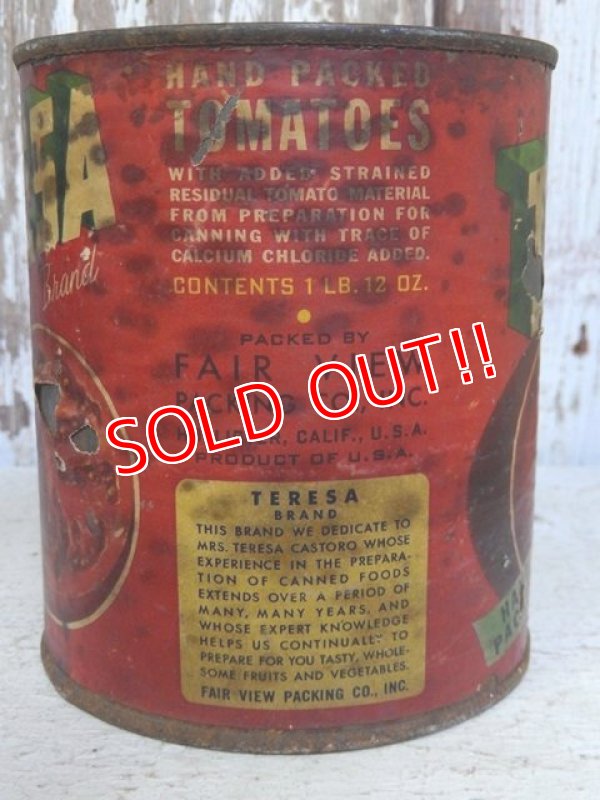 HAND PACKED
TOMATOES
WITH ADDED STRAINED
RESIDUAL TOMATO MATERIAL
FROM PREPARATION FOR
CANNING WITH TRACE OF
CALCIUM CHLORIDE ADDED.
CONTENTS 1 LB. 12 OZ.
PACKED BY
FAIR VIEW
PACKING CO., INC.
CALIF., U.S.A.
PRODUCT OF U.S.A.
SOLD OUT!!
Brand
TERESA
BRAND
THIS BRAND WE DEDICATE TO
MRS. TERESA CASTORO WHOSE
EXPERIENCE IN THE PREPARA-
TION OF CANNED FOODS
EXTENDS OVER A PERIOD OF
MANY, MANY YEARS, AND
WHOSE EXPERT KNOWLEDGE
HELPS US CONTINUALLY TO
PREPARE FOR YOU TASTY, WHOLE-
SOME FRUITS AND VEGETABLES.
FAIR VIEW PACKING CO., INC.